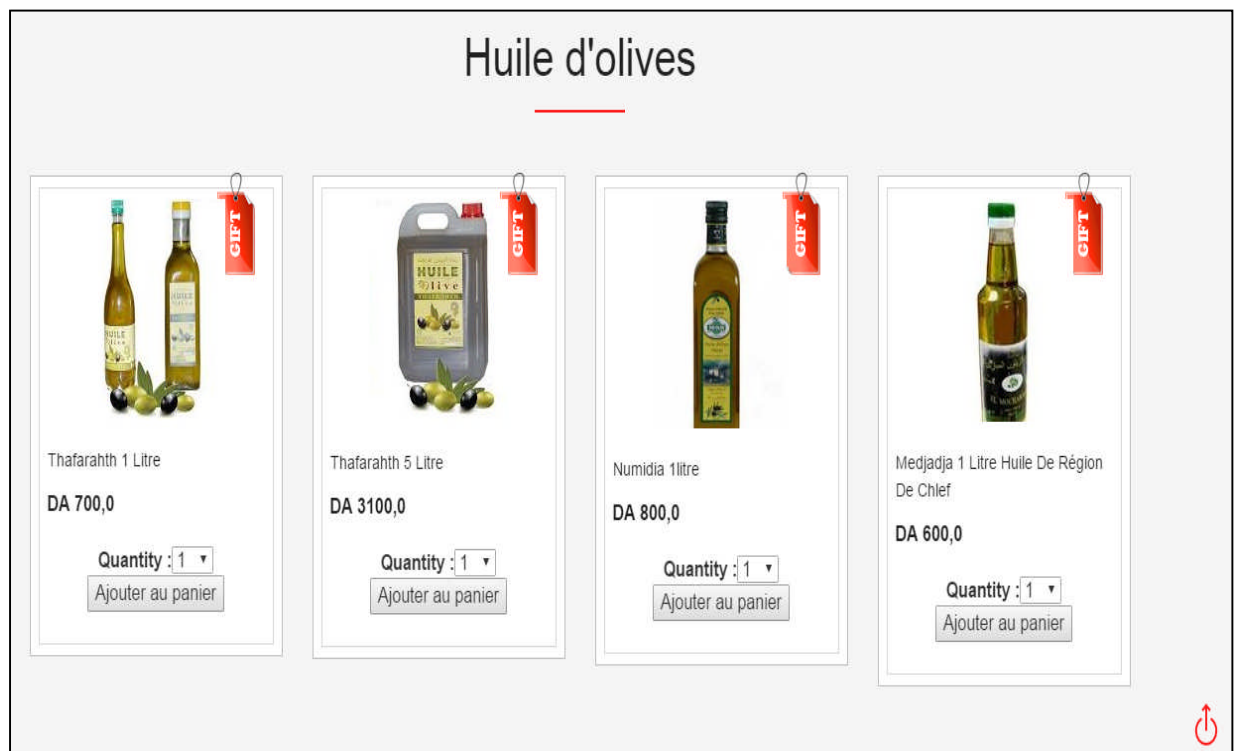 Huile d'olives
GIFT
HUILE
Olive
Thafarahth 1 Litre
DA 700,0
Quantity : 1
Ajouter au panier
GIFT
HUILE
Olive
Thafarahth 5 Litre
DA 3100,0
Quantity : 1
Ajouter au panier
GIFT
Numidia 1litre
DA 800,0
Quantity : 1
Ajouter au panier
GIFT
Medjadja 1 Litre Huile De Région
De Chlef
DA 600,0
Quantity : 1
Ajouter au panier